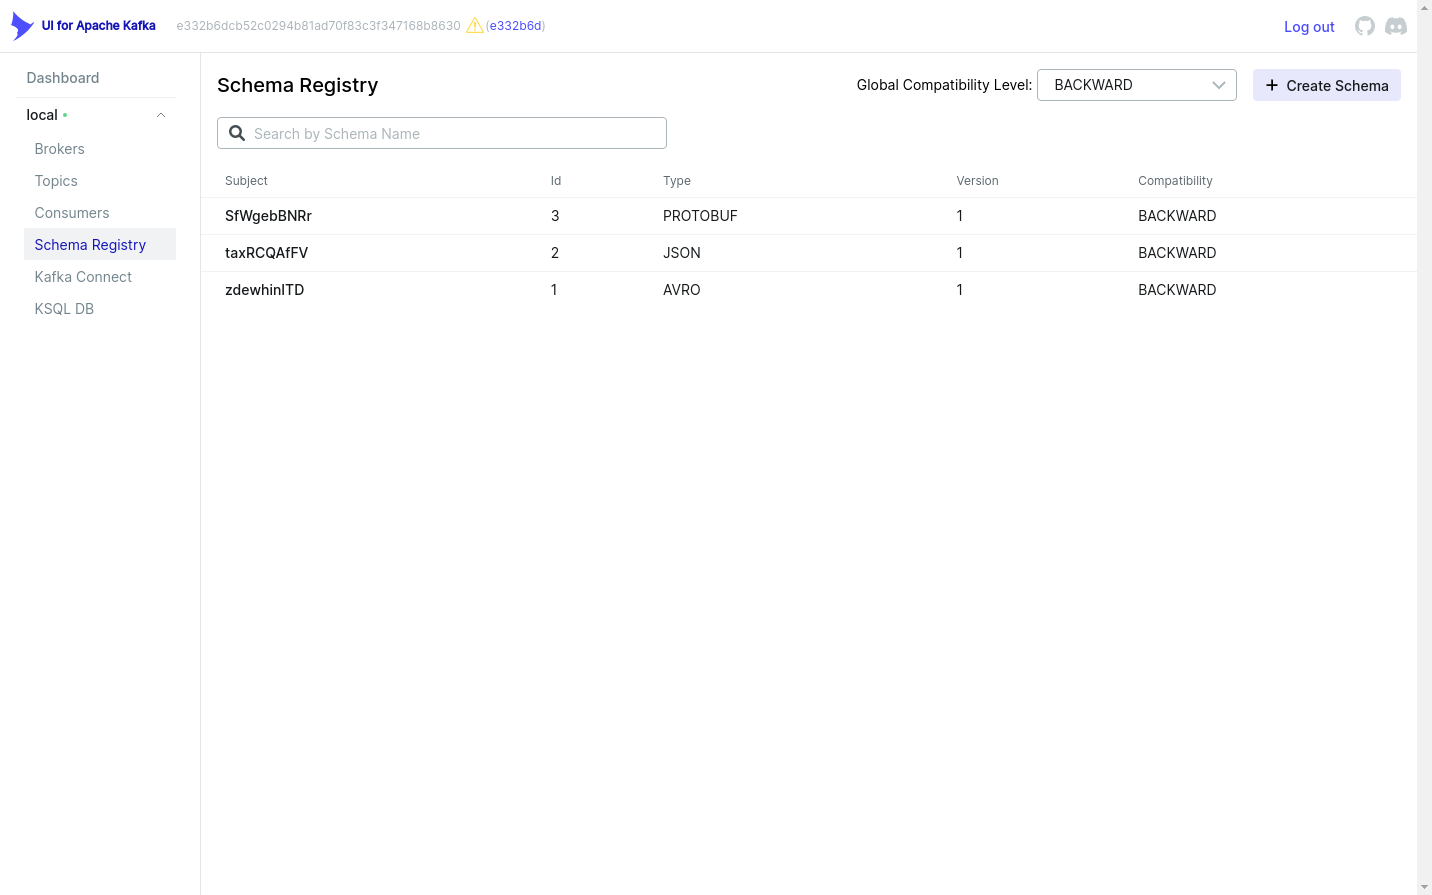 UI for Apache Kafka e332b6dcb52c0294b81ad70f83c3f347168b8630 (e332b6d) Log out
Dashboard
local
Brokers
Topics
Consumers
Schema Registry
Kafka Connect
KSQL DB
Schema Registry Global Compatibility Level: BACKWARD Create Schema
Search by Schema Name
Subject Id Type Version Compatibility
SfWgebBNRr 3 PROTOBUF 1 BACKWARD
taxRCQAfFV 2 JSON 1 BACKWARD
zdewhinlTD 1 AVRO 1 BACKWARD